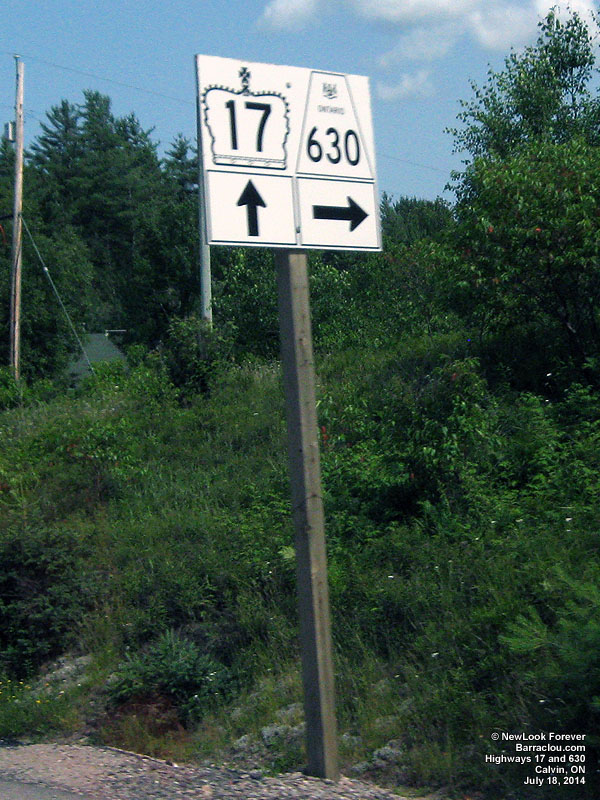 17
ONTARIO
630
© NewLook Forever
Barraclou.com
Highways 17 and 630
Calvin, ON
July 18, 2014